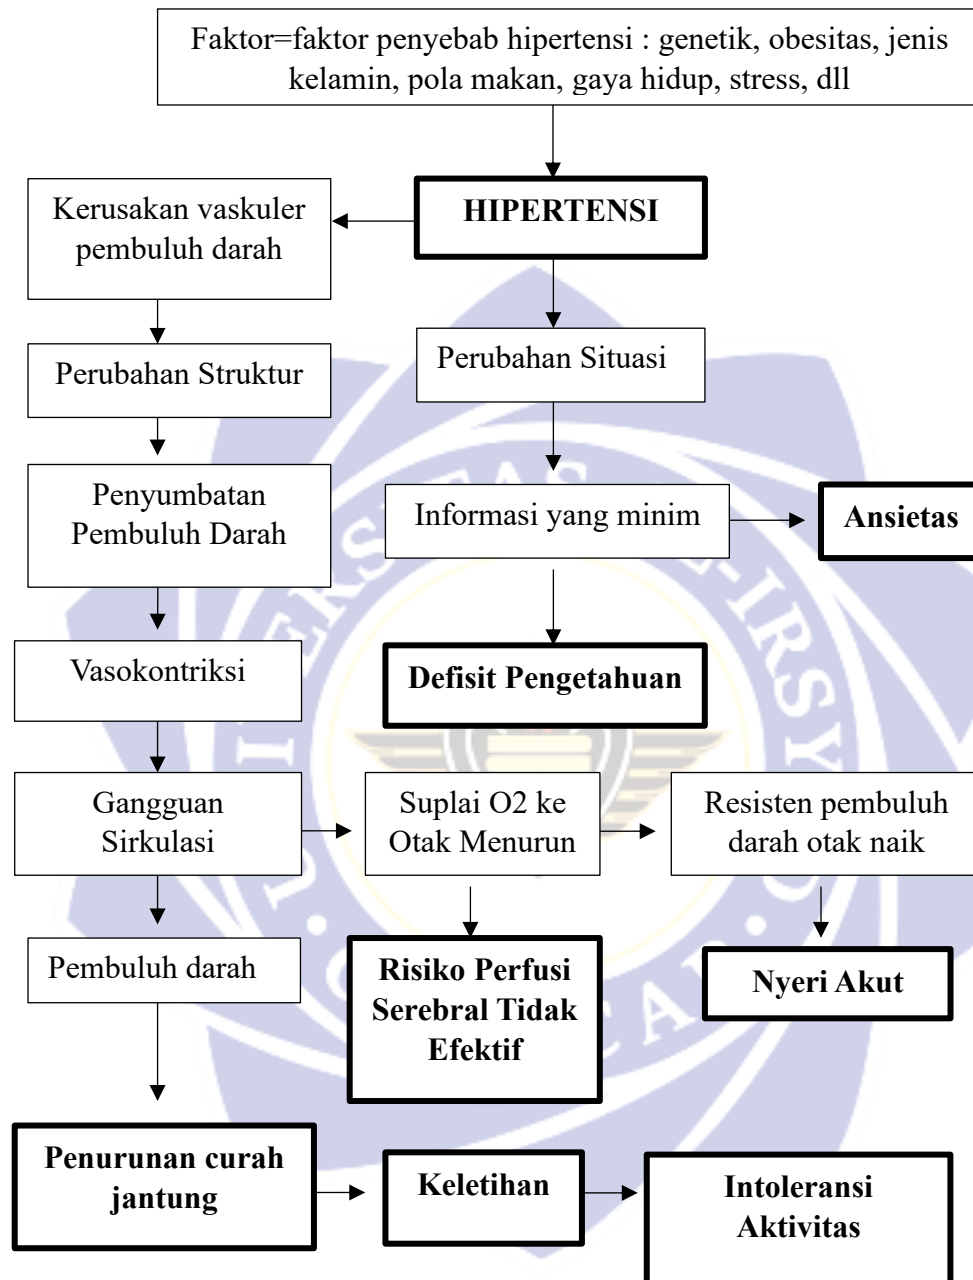 Faktor=faktor penyebab hipertensi : genetik, obesitas, jenis
kelamin, pola makan, gaya hidup, stress, dll
HIPERTENSI
Kerusakan vaskuler
pembuluh darah
Perubahan Situasi
Perubahan Struktur
Penyumbatan
Pembuluh Darah
Informasi yang minim
Ansietas
Vasokontriksi
Defisit Pengetahuan
Gangguan
Sirkulasi
Suplai O2 ke
Otak Menurun
Resisten pembuluh
darah otak naik
Pembuluh darah
Risiko Perfusi
Serebral Tidak
Efektif
Nyeri Akut
Penurunan curah
jantung
Keletihan
Intoleransi
Aktivitas